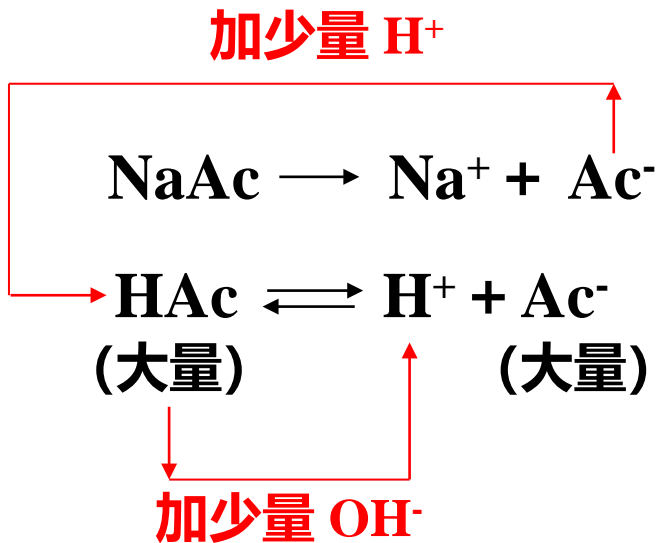 加少量 H⁺
NaAc → Na⁺ + Ac⁻
HAc ⇌ H⁺ + Ac⁻
(大量) (大量)
加少量 OH⁻